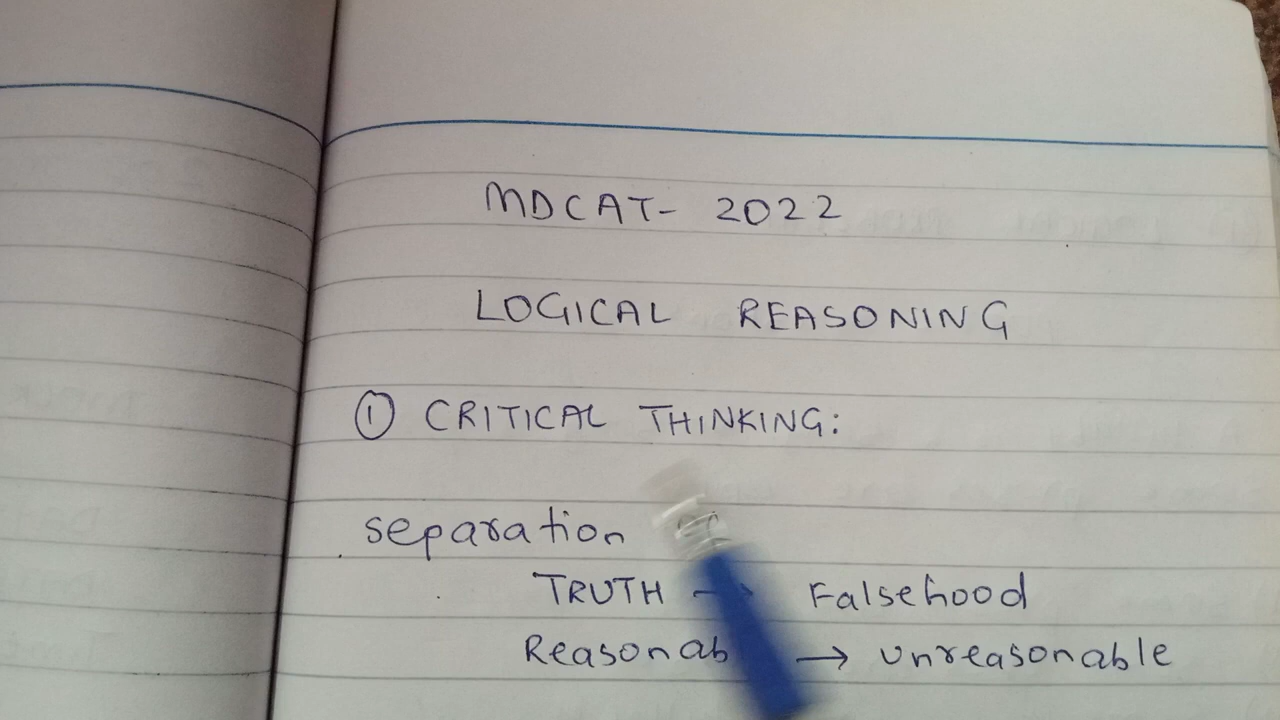 MDCAT- 2022
LOGICAL REASONING
① CRITICAL THINKING:
separation
TRUTH → Falsehood
Reasonab → unreasonable